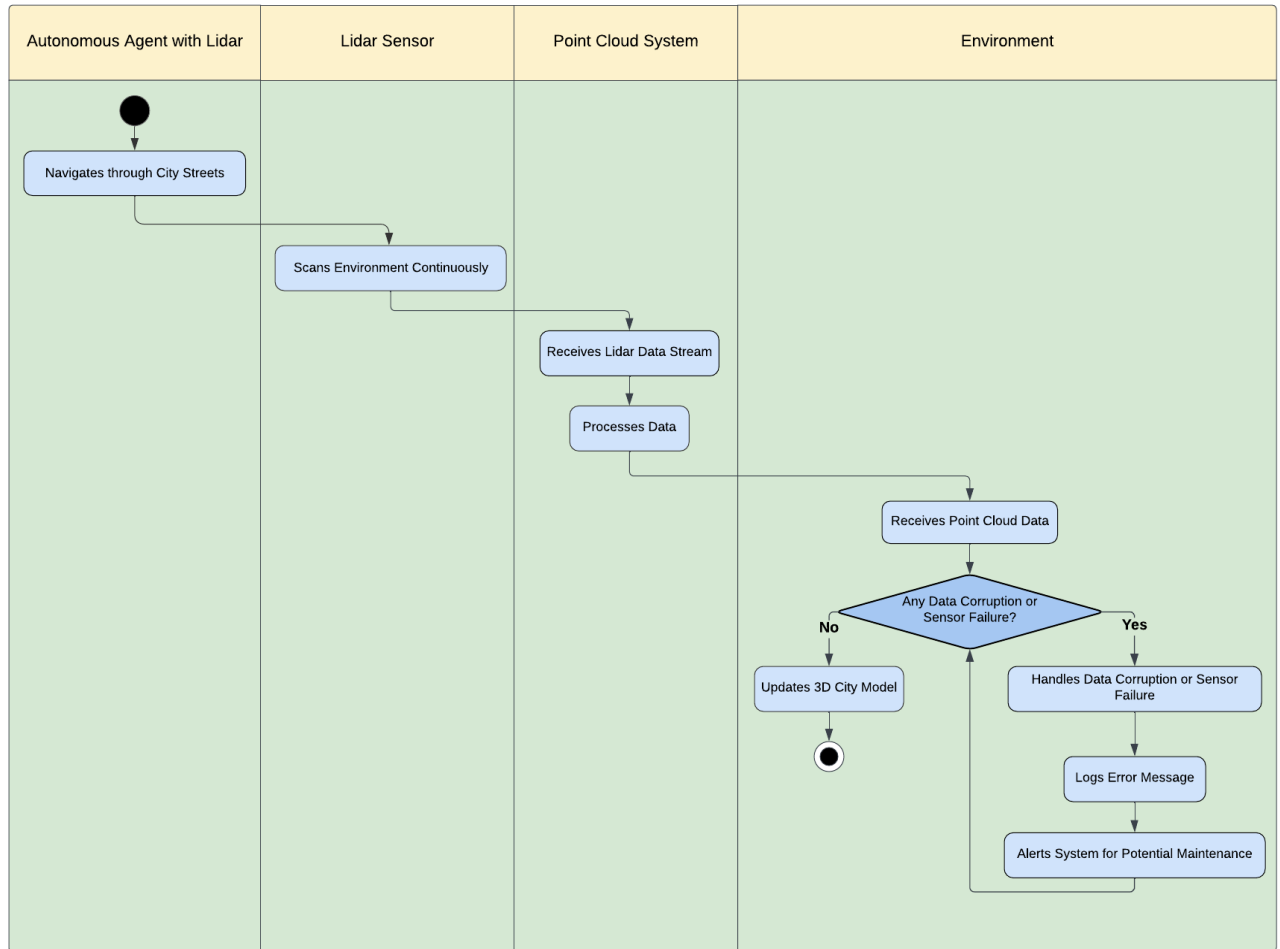 Autonomous Agent with Lidar
Lidar Sensor
Point Cloud System
Environment
Navigates through City Streets
Scans Environment Continuously
Receives Lidar Data Stream
Processes Data
Receives Point Cloud Data
Any Data Corruption or
Sensor Failure?
No
Yes
Updates 3D City Model
Handles Data Corruption or Sensor
Failure
Logs Error Message
Alerts System for Potential Maintenance